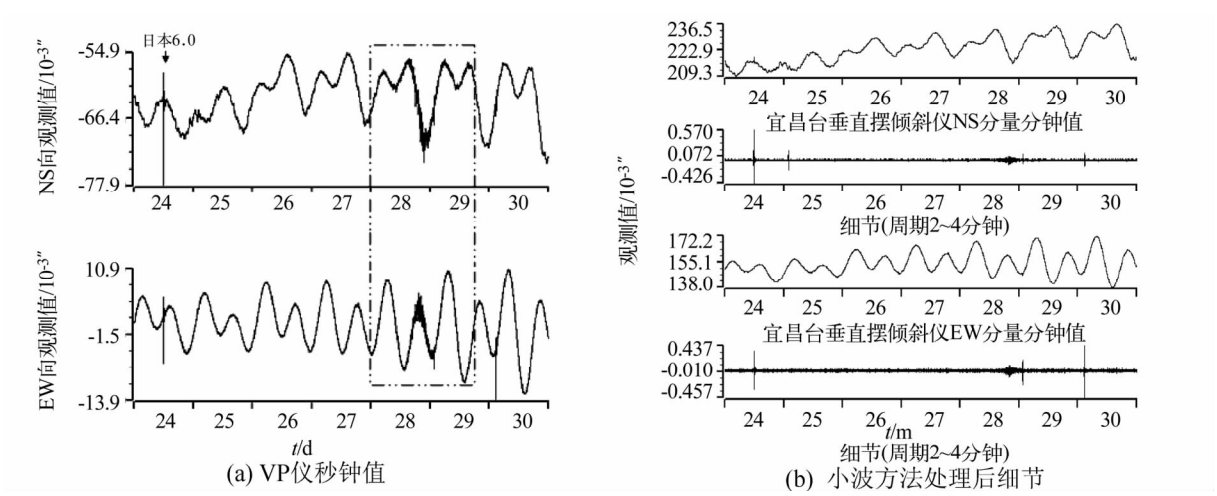 日本6.0
-54.9
-66.4
-77.9
NS向观测值/10⁻³″
24 25 26 27 28 29 30
10.9
-1.5
-13.9
EW向观测值/10⁻³″
24 25 26 27 28 29 30
t/d
(a) VP仪秒钟值
236.5
222.9
209.3
24 25 26 27 28 29 30
宜昌台垂直摆倾斜仪NS分量分钟值
0.570
0.072
-0.426
24 25 26 27 28 29 30
细节(周期2~4分钟)
观测值/10⁻³″
172.2
155.1
138.0
24 25 26 27 28 29 30
宜昌台垂直摆倾斜仪EW分量分钟值
0.437
-0.010
-0.457
24 25 26 27 28 29 30
t/m
细节(周期2~4分钟)
(b) 小波方法处理后细节